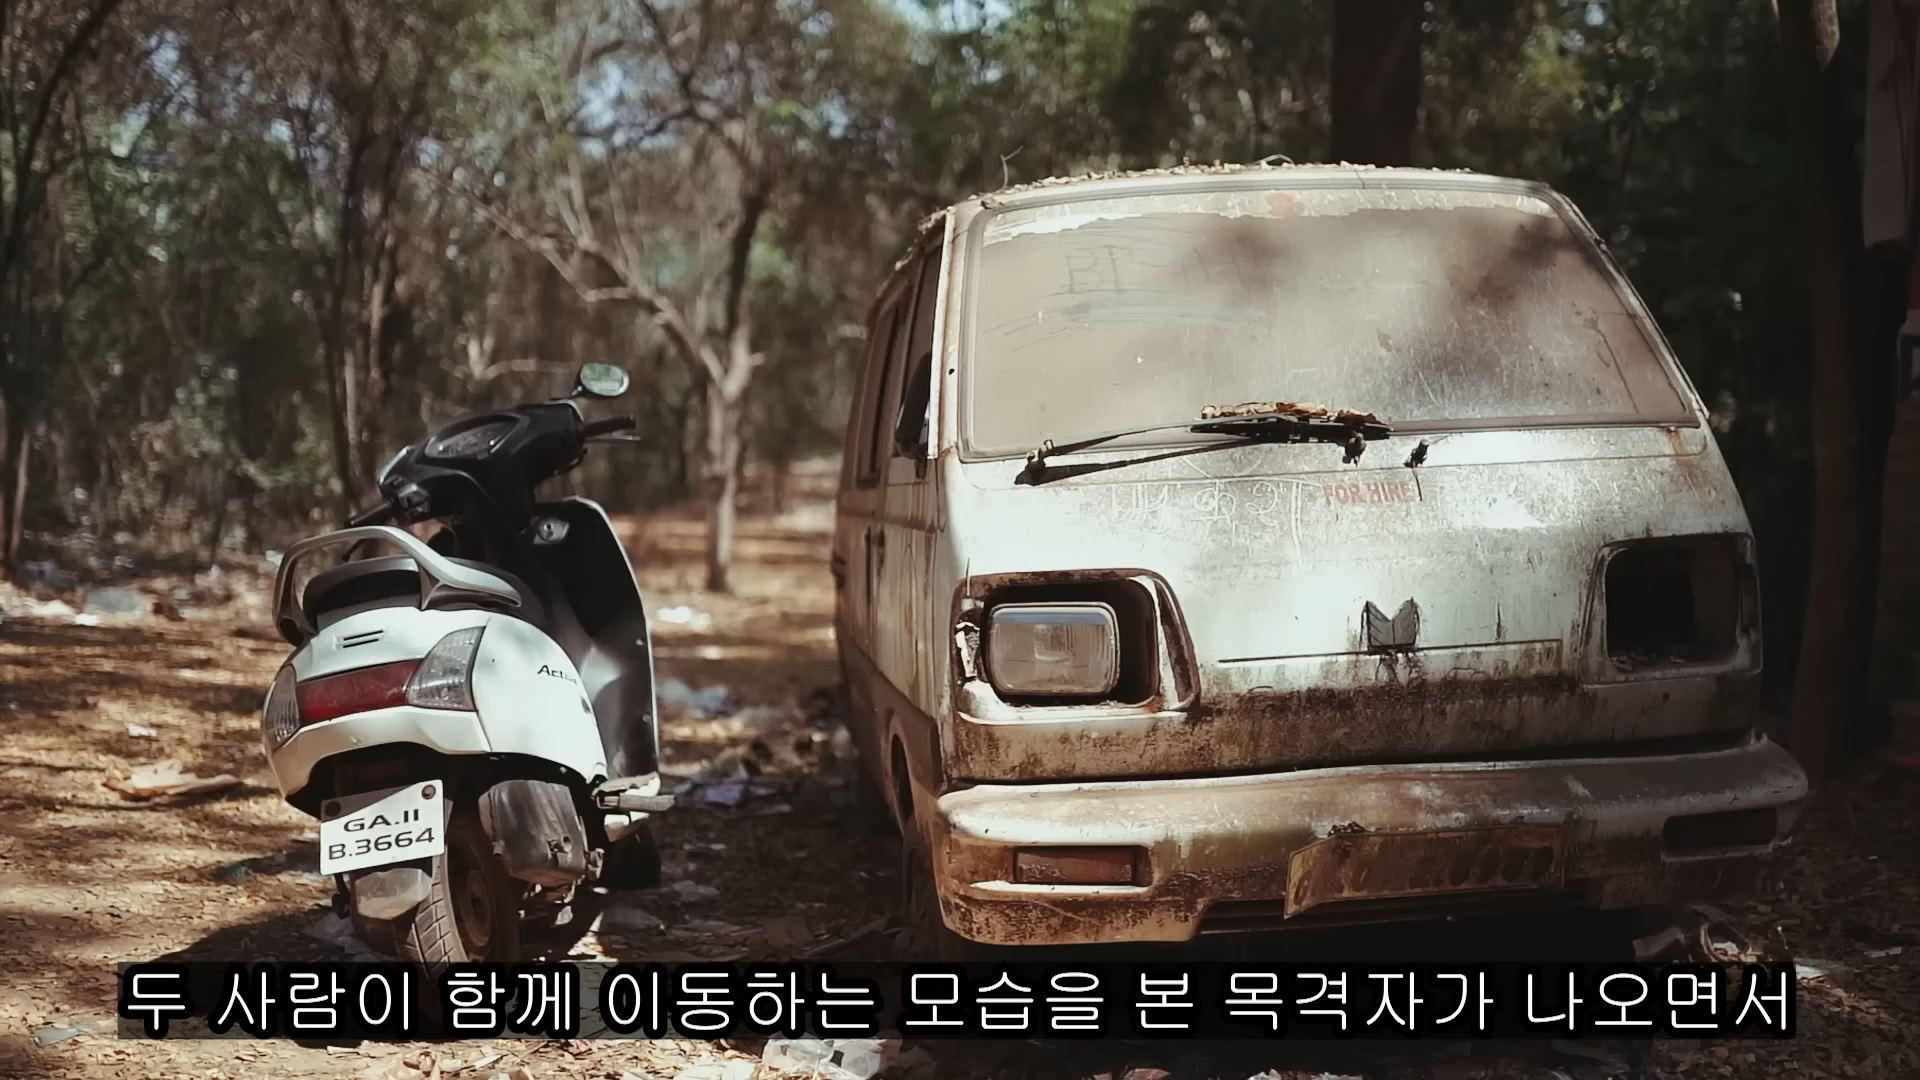 FOR HIRE
Activ
GA.11
B.3664
두 사람이 함께 이동하는 모습을 본 목격자가 나오면서